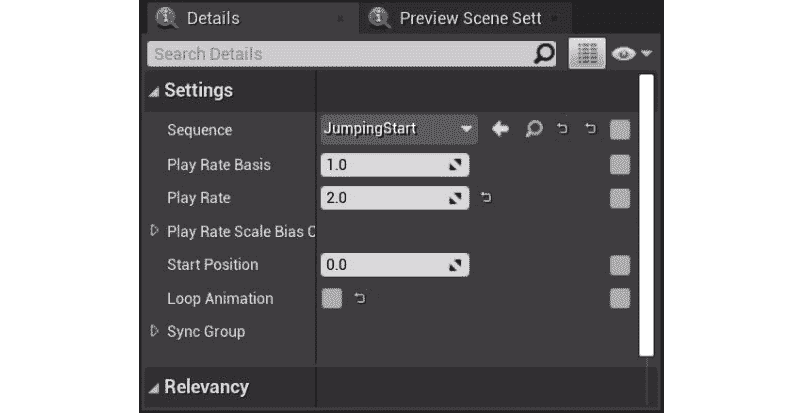 Details
Preview Scene Sett
Search Details
Settings
Sequence JumpingStart
Play Rate Basis 1.0
Play Rate 2.0
Play Rate Scale Bias C
Start Position 0.0
Loop Animation
Sync Group
Relevancy